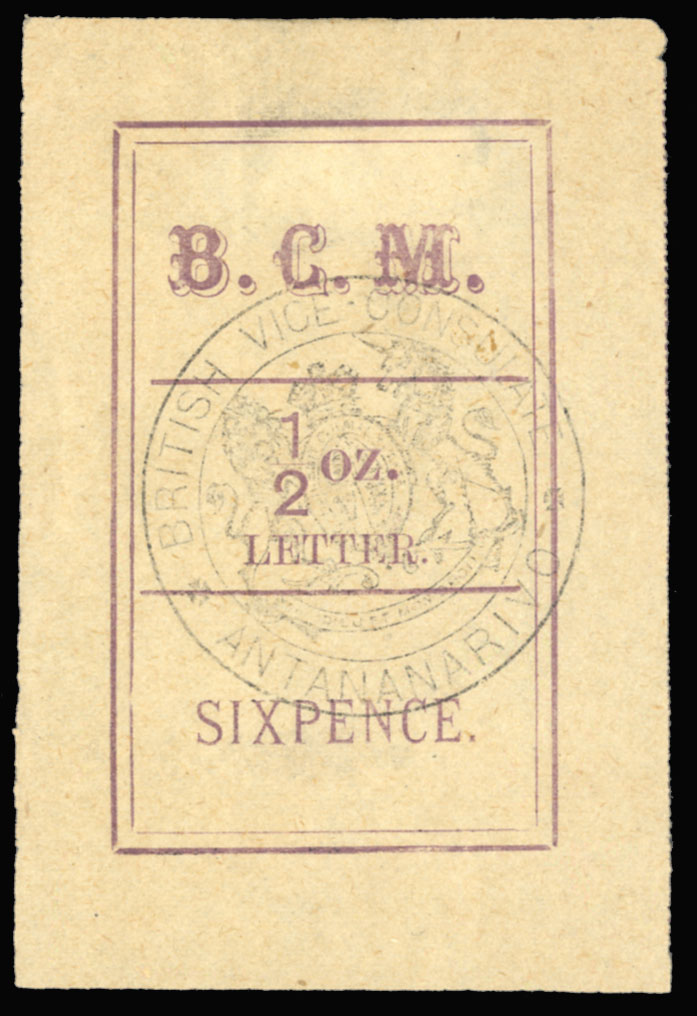 B. C. M.
BRITISH VICE-CONSULATE
1/2 oz.
LETTER.
ANTANANARIVO
SIXPENCE.